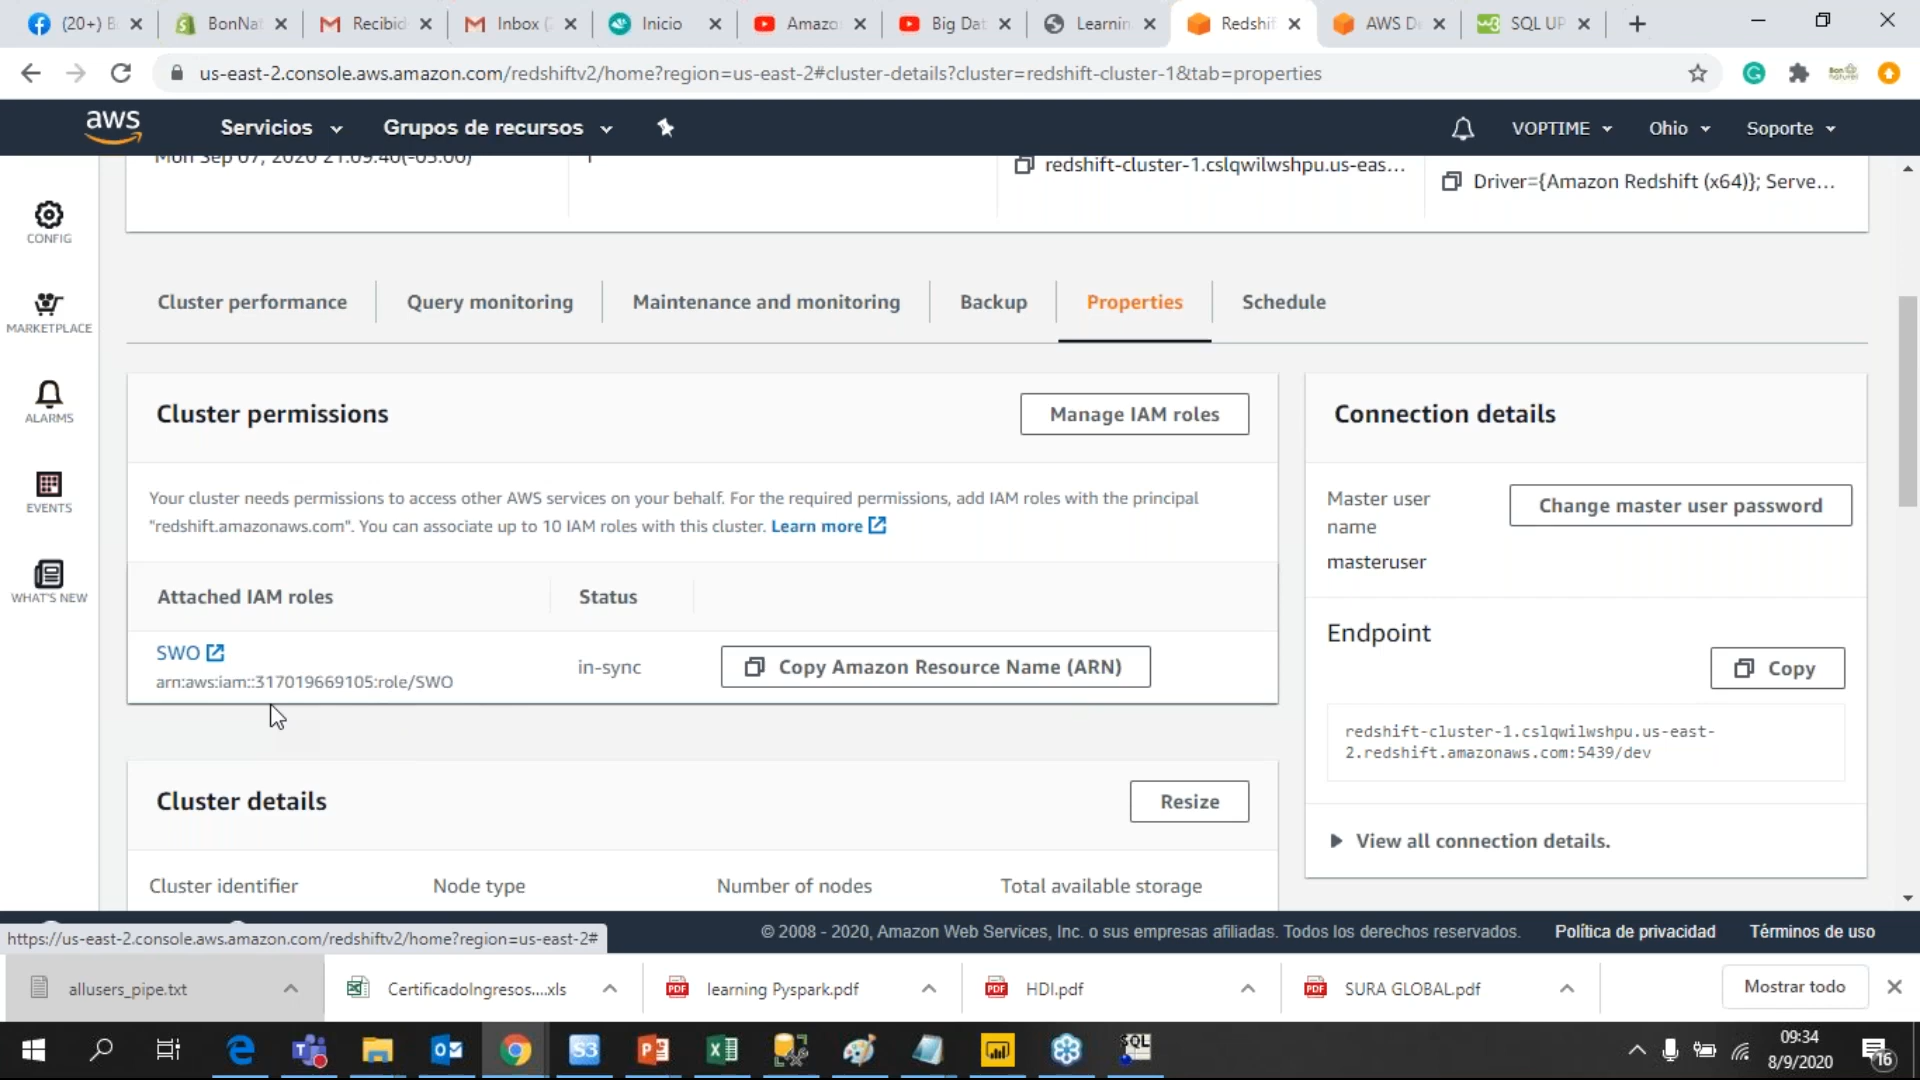 (20+) B
BonNa
Recibid
Inbox (
Inicio
Amazo
Big Dat
Learnin
Redshif
AWS D
SQL UP
us-east-2.console.aws.amazon.com/redshiftv2/home?region=us-east-2#cluster-details?cluster=redshift-cluster-1&tab=properties
aws
Servicios
Grupos de recursos
VOPTIME
Ohio
Soporte
Mon Sep 07, 2020 21:09:40(-05:00)
1
redshift-cluster-1.cslqwilwshpu.us-eas...
Driver={Amazon Redshift (x64)}; Serve...
CONFIG
MARKETPLACE
ALARMS
EVENTS
WHAT'S NEW
Cluster performance
Query monitoring
Maintenance and monitoring
Backup
Properties
Schedule
Cluster permissions
Manage IAM roles
Your cluster needs permissions to access other AWS services on your behalf. For the required permissions, add IAM roles with the principal
"redshift.amazonaws.com". You can associate up to 10 IAM roles with this cluster. Learn more
Attached IAM roles
Status
SWO
arn:aws:iam::317019669105:role/SWO
in-sync
Copy Amazon Resource Name (ARN)
Connection details
Master user
name
Change master user password
masteruser
Endpoint
Copy
redshift-cluster-1.cslqwilwshpu.us-east-
2.redshift.amazonaws.com:5439/dev
View all connection details.
Cluster details
Resize
Cluster identifier
Node type
Number of nodes
Total available storage
https://us-east-2.console.aws.amazon.com/redshiftv2/home?region=us-east-2#
© 2008 - 2020, Amazon Web Services, Inc. o sus empresas afiliadas. Todos los derechos reservados.
Política de privacidad
Términos de uso
allusers_pipe.txt
CertificadoIngresos....xls
learning Pyspark.pdf
HDI.pdf
SURA GLOBAL.pdf
Mostrar todo
09:34
8/9/2020
16